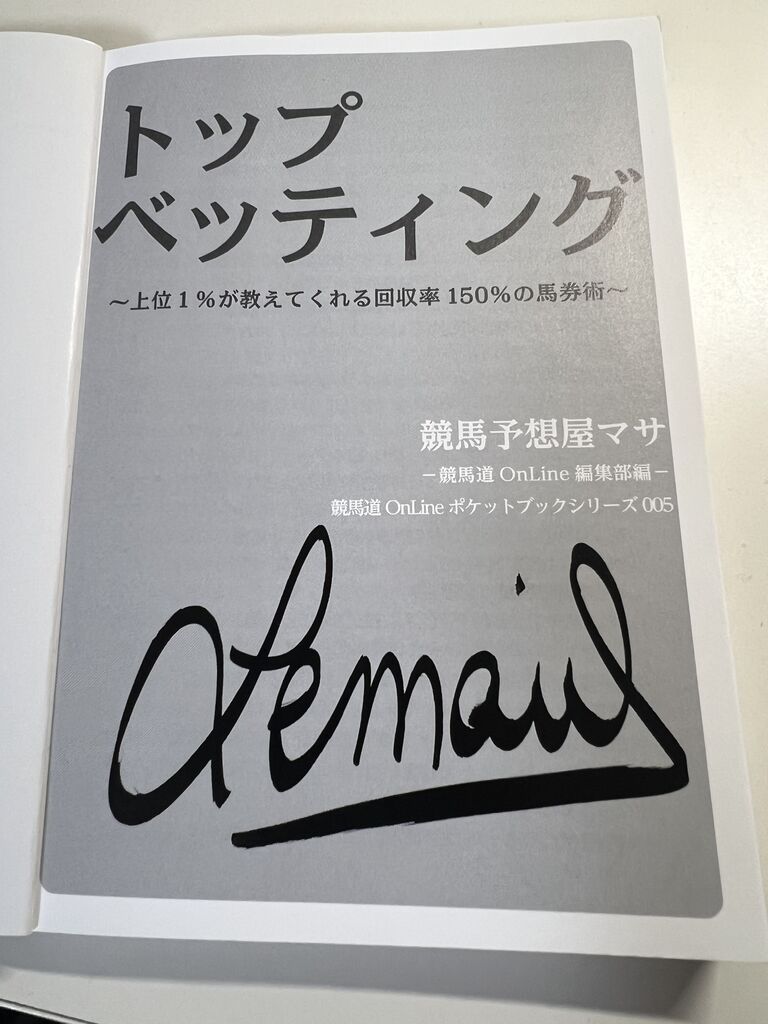 トップ
ベッティング
～上位1％が教えてくれる回収率150％の馬券術～
競馬予想屋マサ
－競馬道 OnLine 編集部編－
競馬道 OnLine ポケットブックシリーズ 005